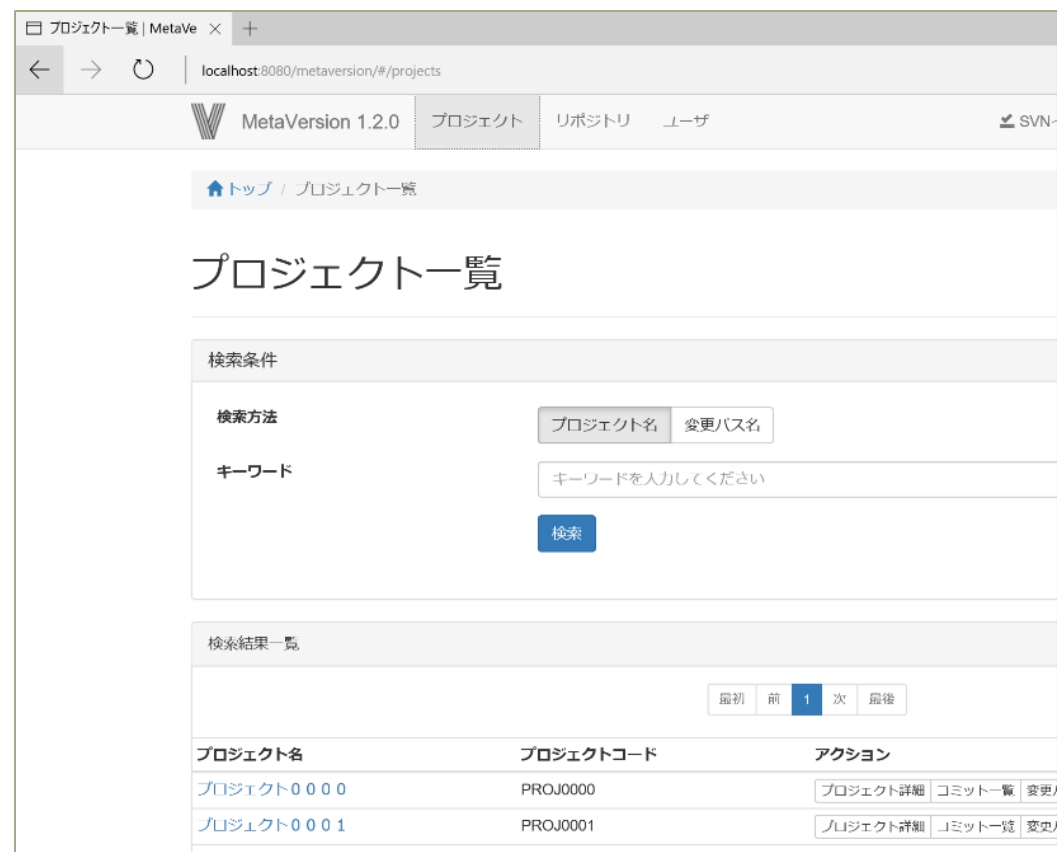 プロジェクト一覧 | MetaVe
localhost:8080/metaversion/#/projects
MetaVersion 1.2.0 プロジェクト リポジトリ ユーザ SVN
トップ / プロジェクト一覧
プロジェクト一覧
検索条件
検索方法 プロジェクト名 変更パス名
キーワード キーワードを入力してください
検索
検索結果一覧
最初 前 1 次 最後
プロジェクト名 プロジェクトコード アクション
プロジェクト0000 PROJ0000 プロジェクト詳細 コミット一覧 変更
プロジェクト0001 PROJ0001 プロジェクト詳細 コミット一覧 変更